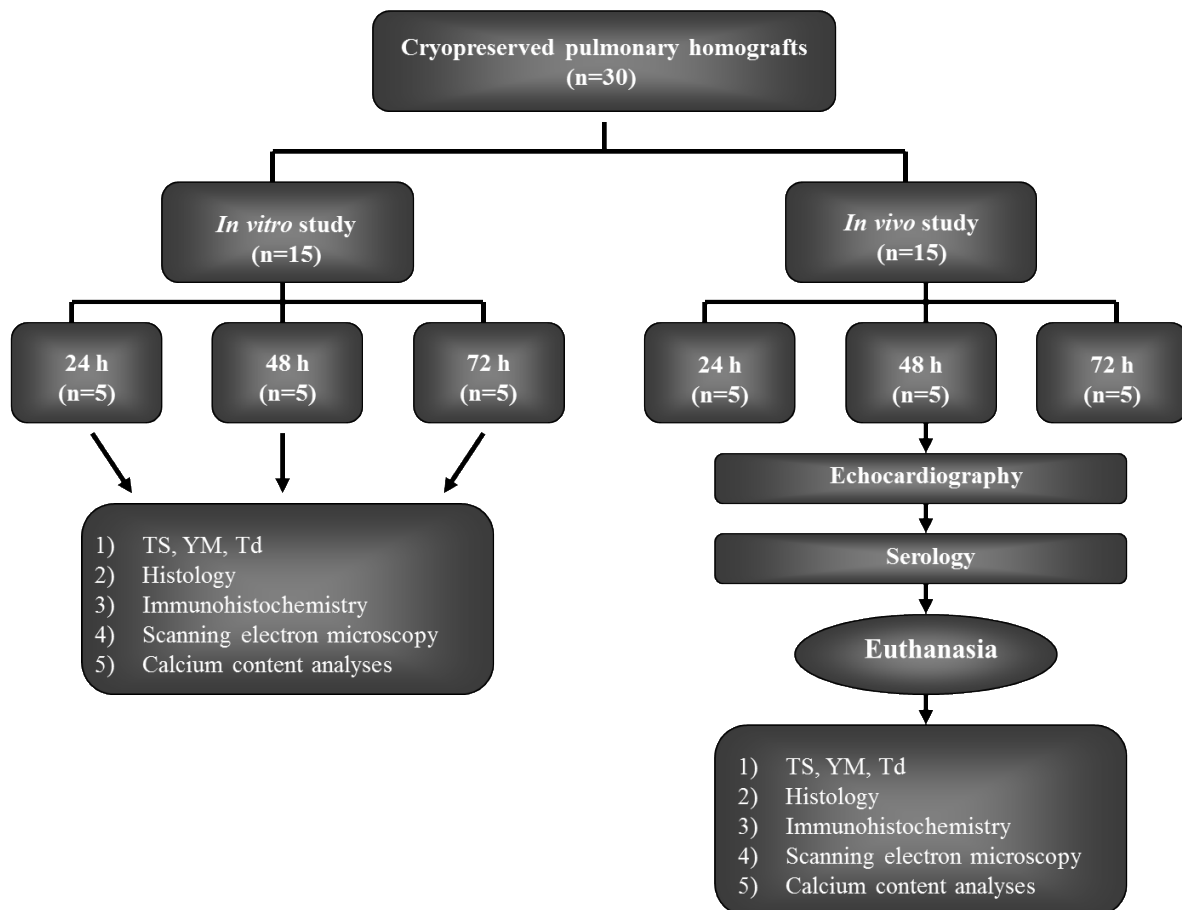 Cryopreserved pulmonary homografts
(n=30)
In vitro study
(n=15)
In vivo study
(n=15)
24 h
(n=5)
48 h
(n=5)
72 h
(n=5)
24 h
(n=5)
48 h
(n=5)
72 h
(n=5)
1) TS, YM, Td
2) Histology
3) Immunohistochemistry
4) Scanning electron microscopy
5) Calcium content analyses
Echocardiography
Serology
Euthanasia
1) TS, YM, Td
2) Histology
3) Immunohistochemistry
4) Scanning electron microscopy
5) Calcium content analyses